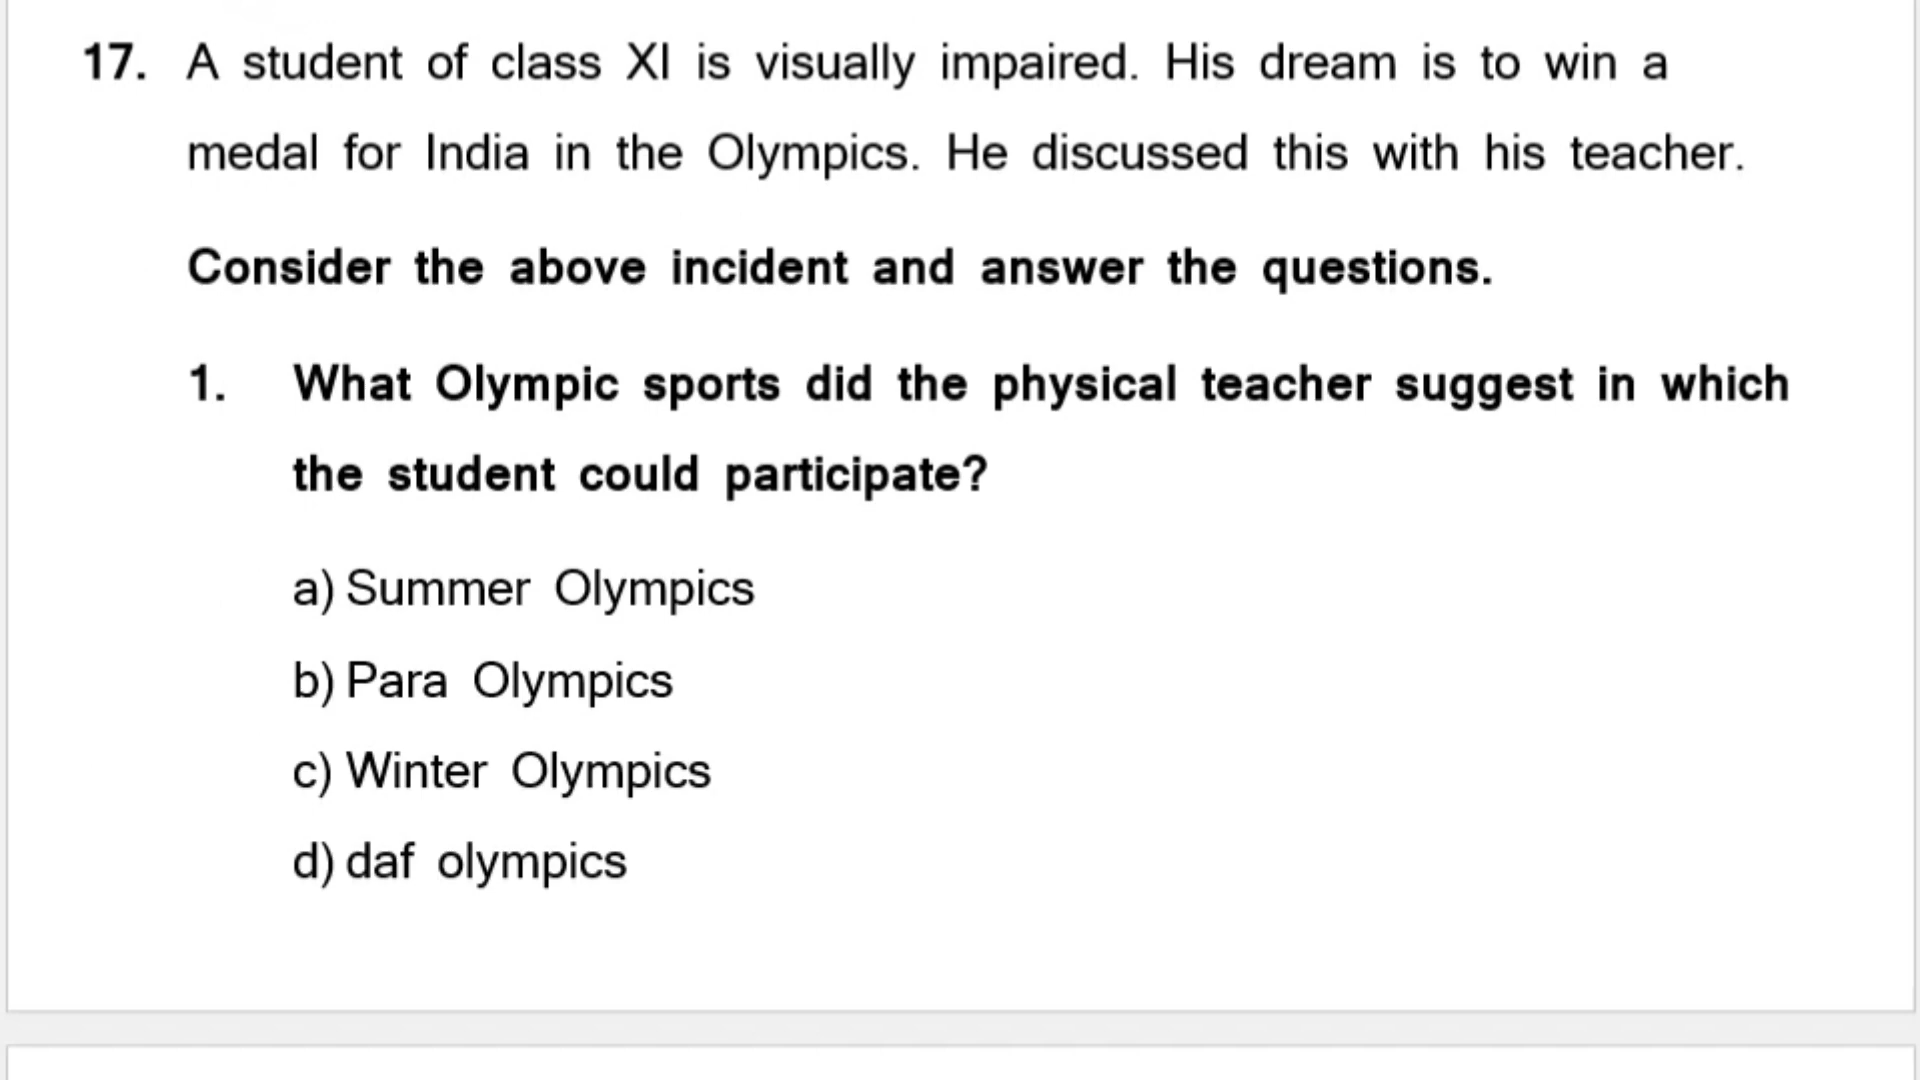 17. A student of class XI is visually impaired. His dream is to win a
medal for India in the Olympics. He discussed this with his teacher.
Consider the above incident and answer the questions.
1. What Olympic sports did the physical teacher suggest in which
the student could participate?
a) Summer Olympics
b) Para Olympics
c) Winter Olympics
d) daf olympics